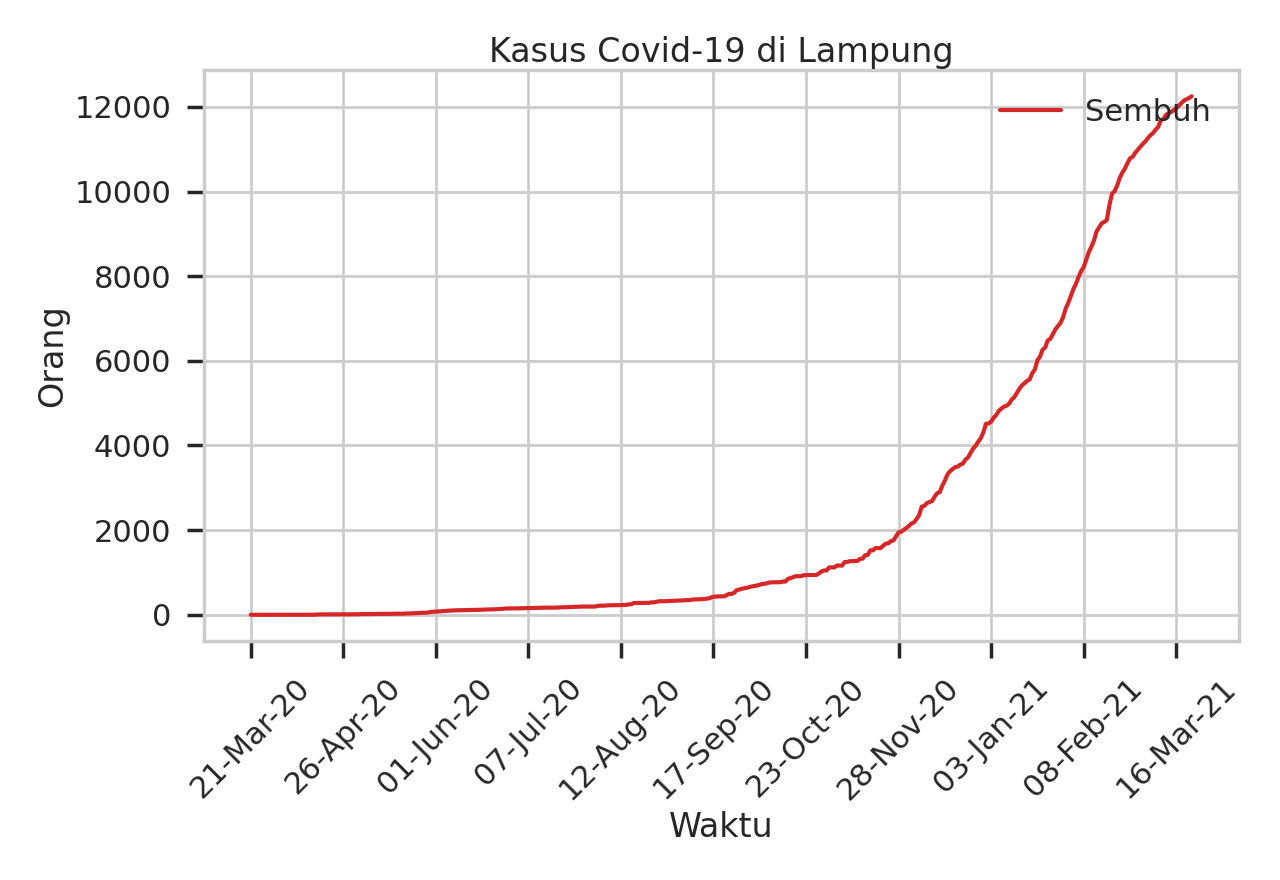 Kasus Covid-19 di Lampung
Sembuh
Orang
12000
10000
8000
6000
4000
2000
0
21-Mar-20
26-Apr-20
01-Jun-20
07-Jul-20
12-Aug-20
17-Sep-20
23-Oct-20
28-Nov-20
03-Jan-21
08-Feb-21
16-Mar-21
Waktu